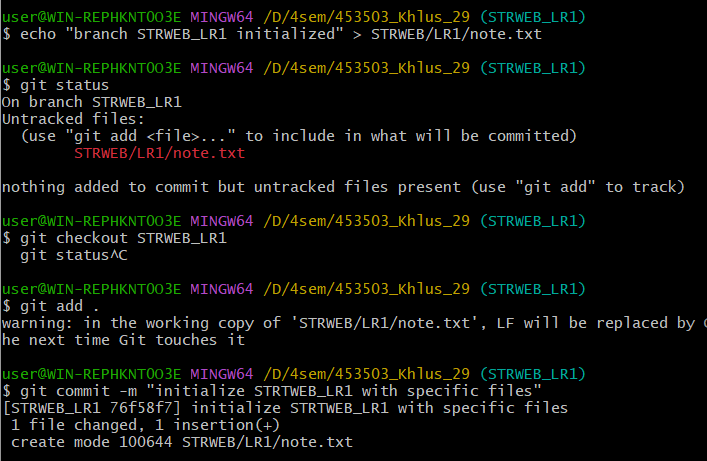 user@WIN-REPHKNT0O3E MINGW64 /D/4sem/453503_Khlus_29 (STRWEB_LR1)
$ echo "branch STRWEB_LR1 initialized" > STRWEB/LR1/note.txt

user@WIN-REPHKNT0O3E MINGW64 /D/4sem/453503_Khlus_29 (STRWEB_LR1)
$ git status
On branch STRWEB_LR1
Untracked files:
  (use "git add <file>..." to include in what will be committed)
        STRWEB/LR1/note.txt

nothing added to commit but untracked files present (use "git add" to track)

user@WIN-REPHKNT0O3E MINGW64 /D/4sem/453503_Khlus_29 (STRWEB_LR1)
$ git checkout STRWEB_LR1
  git status^C

user@WIN-REPHKNT0O3E MINGW64 /D/4sem/453503_Khlus_29 (STRWEB_LR1)
$ git add .
warning: in the working copy of 'STRWEB/LR1/note.txt', LF will be replaced by
he next time Git touches it

user@WIN-REPHKNT0O3E MINGW64 /D/4sem/453503_Khlus_29 (STRWEB_LR1)
$ git commit -m "initialize STRTWEB_LR1 with specific files"
[STRWEB_LR1 76f58f7] initialize STRTWEB_LR1 with specific files
 1 file changed, 1 insertion(+)
 create mode 100644 STRWEB/LR1/note.txt